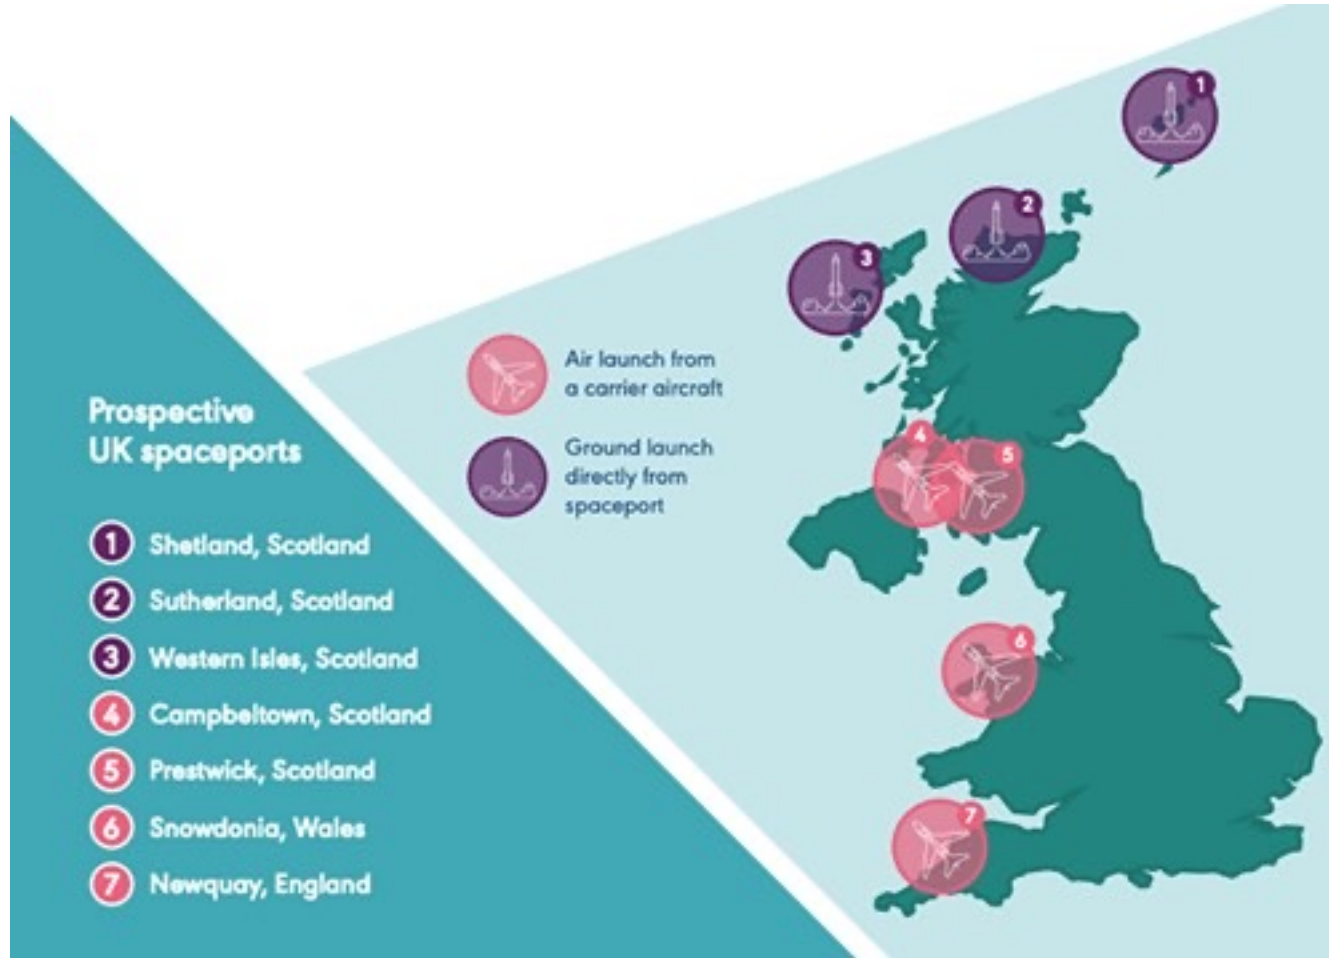 Prospective
UK spaceports
1 Shetland, Scotland
2 Sutherland, Scotland
3 Western Isles, Scotland
4 Campbeltown, Scotland
5 Prestwick, Scotland
6 Snowdonia, Wales
7 Newquay, England
Air launch from
a carrier aircraft
Ground launch
directly from
spaceport
1
2
3
4
5
6
7